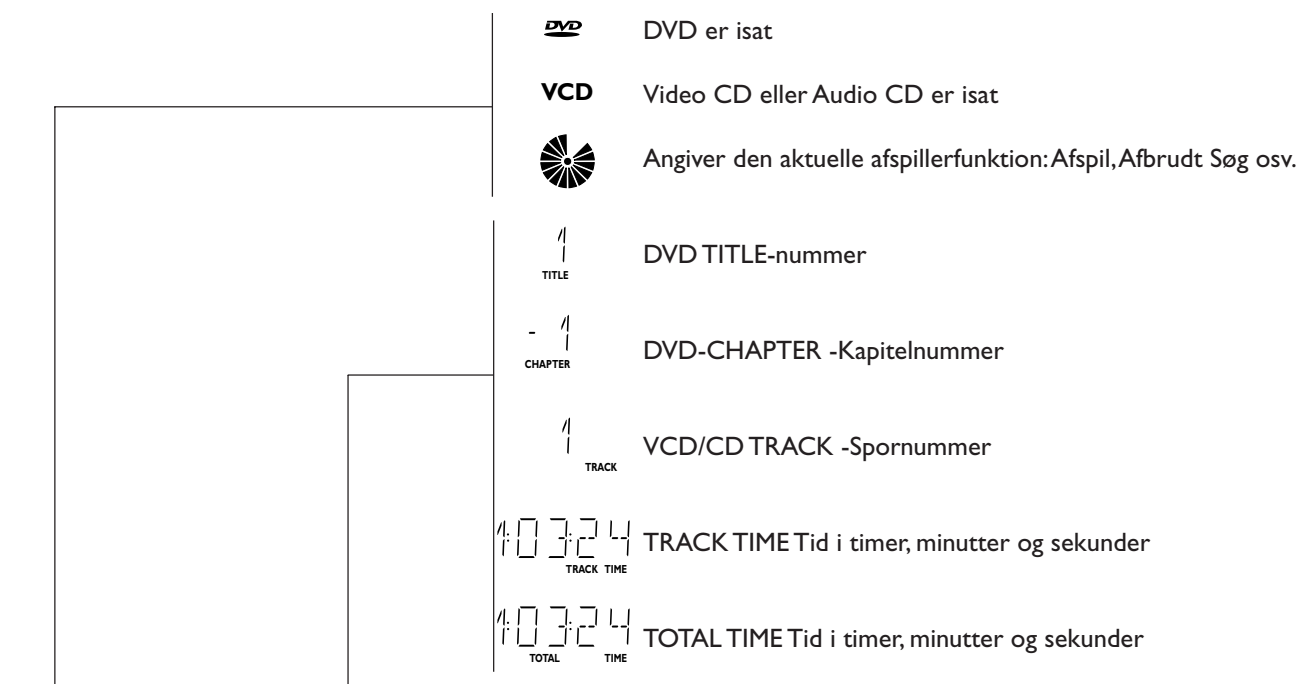 DVD DVD er isat
VCD Video CD eller Audio CD er isat
Angiver den aktuelle afspillerfunktion: Afspil, Afbrudt Søg osv.
1 DVD TITLE-nummer
TITLE
- 1 DVD-CHAPTER -Kapitelnummer
CHAPTER
1 VCD/CD TRACK -Spornummer
TRACK
1:03:24 TRACK TIME Tid i timer, minutter og sekunder
TRACK TIME
1:03:24 TOTAL TIME Tid i timer, minutter og sekunder
TOTAL TIME